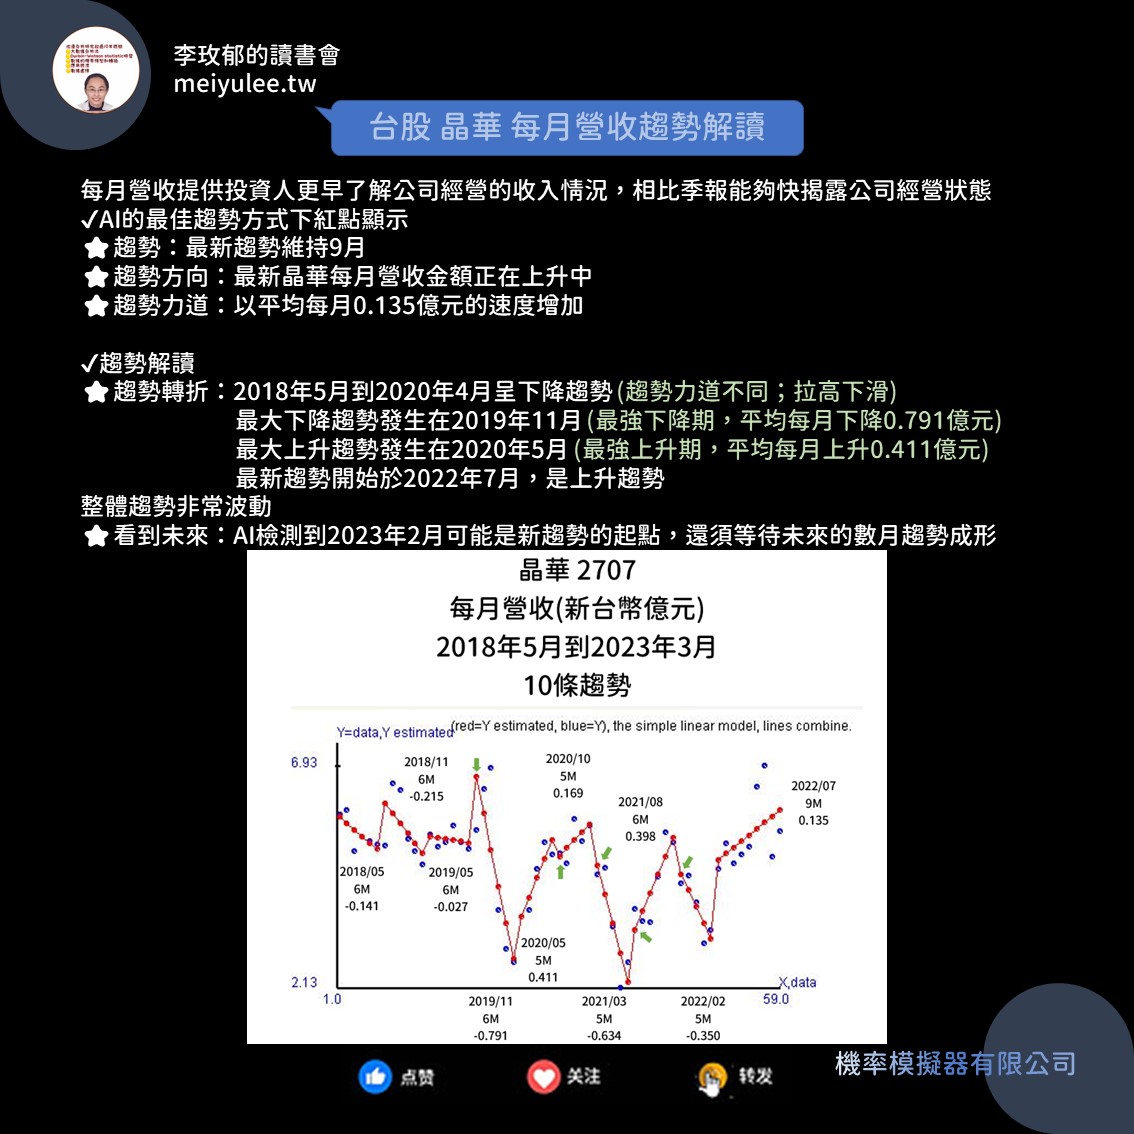 李玫郁的讀書會
meiyulee.tw
台股 晶華 每月營收趨勢解讀
每月營收提供投資人更早了解公司經營的收入情況，相比季報能夠快揭露公司經營狀態
✓AI的最佳趨勢方式下紅點顯示
★趨勢：最新趨勢維持9月
★趨勢方向：最新晶華每月營收金額正在上升中
★趨勢力道：以平均每月0.135億元的速度增加
✓趨勢解讀
★趨勢轉折：2018年5月到2020年4月呈下降趨勢(趨勢力道不同；拉高下滑)
最大下降趨勢發生在2019年11月(最強下降期，平均每月下降0.791億元)
最大上升趨勢發生在2020年5月(最強上升期，平均每月上升0.411億元)
最新趨勢開始於2022年7月，是上升趨勢
整體趨勢非常波動
★看到未來：AI檢測到2023年2月可能是新趨勢的起點，還須等待未來的數月趨勢成形
晶華 2707
每月營收(新台幣億元)
2018年5月到2023年3月
10條趨勢
Y=data,Y estimated
(red=Y estimated, blue=Y), the simple linear model, lines combine.
6.93
2018/11
6M
-0.215
2020/10
5M
0.169
2021/08
6M
0.398
2022/07
9M
0.135
2018/05
6M
-0.141
2019/05
6M
-0.027
2020/05
5M
0.411
2.13
X,data
1.0
59.0
2019/11
6M
-0.791
2021/03
5M
-0.634
2022/02
5M
-0.350
机率模擬器有限公司
点赞
关注
转发